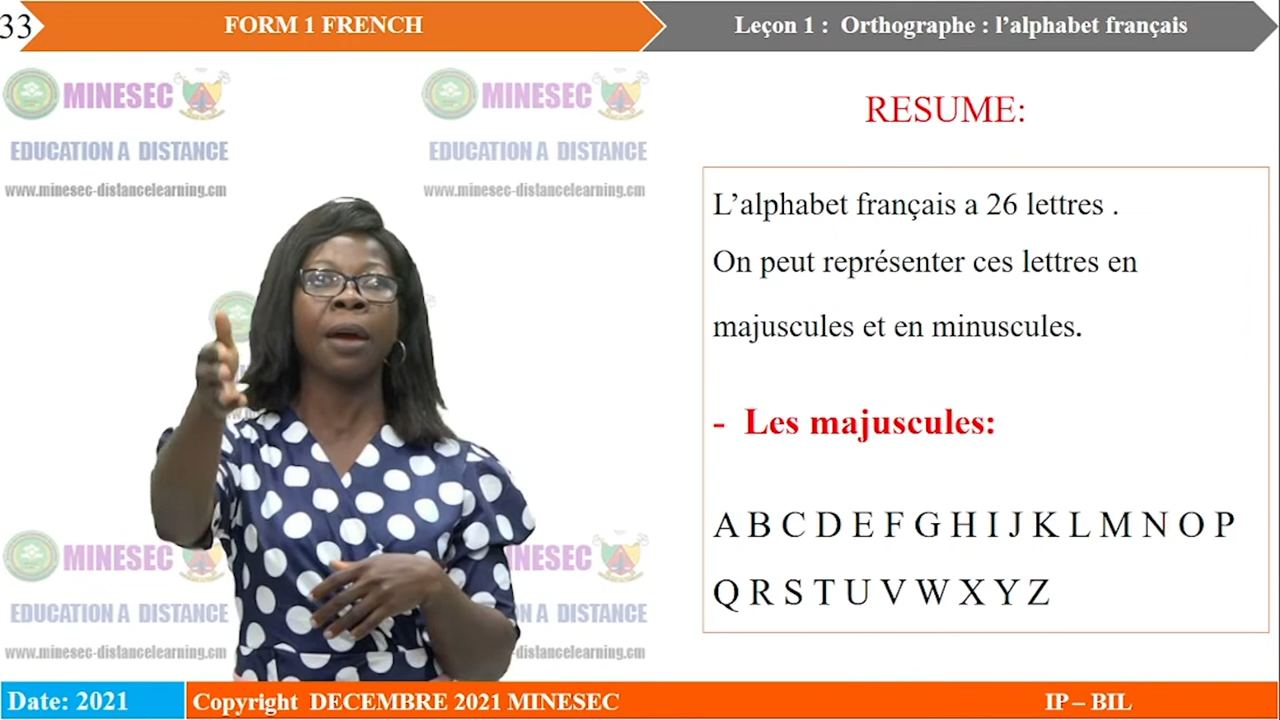 33
FORM 1 FRENCH
Leçon 1 : Orthographe : l’alphabet français
MINESEC
EDUCATION A DISTANCE
www.minesec-distancelearning.cm
MINESEC
EDUCATION A DISTANCE
www.minesec-distancelearning.cm
RESUME:
L’alphabet français a 26 lettres .
On peut représenter ces lettres en
majuscules et en minuscules.
- Les majuscules:
A B C D E F G H I J K L M N O P
Q R S T U V W X Y Z
MINESEC
EDUCATION A DISTANCE
www.minesec-distancelearning.cm
NESEC
N A DISTANCE
-distancelearning.cm
Date: 2021
Copyright DECEMBRE 2021 MINESEC
IP – BIL